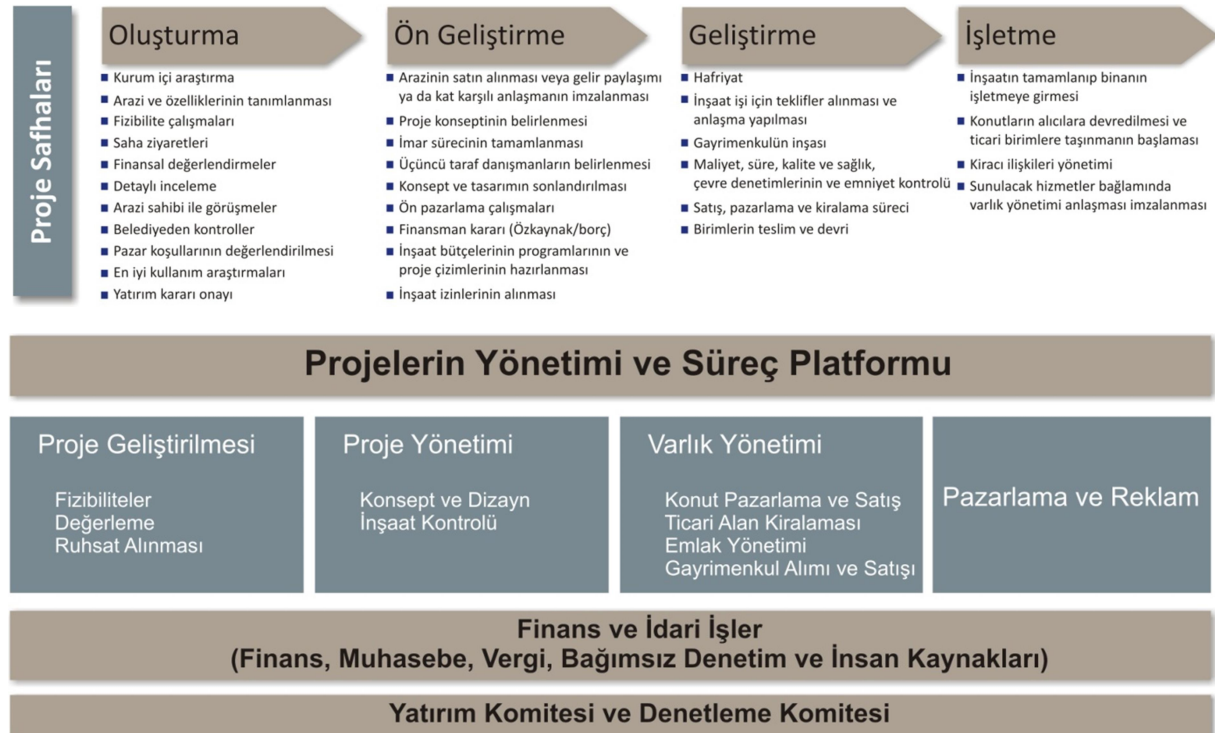 Proje Safhaları
Oluşturma
Kurum içi araştırma
Arazi ve özelliklerinin tanımlanması
Fizibilite çalışmaları
Saha ziyaretleri
Finansal değerlendirmeler
Detaylı inceleme
Arazi sahibi ile görüşmeler
Belediyeden kontroller
Pazar koşullarının değerlendirilmesi
En iyi kullanım araştırmaları
Yatırım kararı onayı
Ön Geliştirme
Arazinin satın alınması veya gelir paylaşımı
ya da kat karşılı anlaşmanın imzalanması
Proje konseptinin belirlenmesi
İmar sürecinin tamamlanması
Üçüncü taraf danışmanların belirlenmesi
Konsept ve tasarımın sonlandırılması
Ön pazarlama çalışmaları
Finansman kararı (Özkaynak/borç)
İnşaat bütçelerinin programlarının ve
proje çizimlerinin hazırlanması
İnşaat izinlerinin alınması
Geliştirme
Hafriyat
İnşaat işi için teklifler alınması ve
anlaşma yapılması
Gayrimenkulün inşası
Maliyet, süre, kalite ve sağlık,
çevre denetimlerinin ve emniyet kontrolü
Satış, pazarlama ve kiralama süreci
Birimlerin teslim ve devri
İşletme
İnşaatın tamamlanıp binanın
işletmeye girmesi
Konutların alıcılara devredilmesi ve
ticari birimlere taşınmanın başlaması
Kiracı ilişkileri yönetimi
Sunulacak hizmetler bağlamında
varlık yönetimi anlaşması imzalanması
Projelerin Yönetimi ve Süreç Platformu
Proje Geliştirilmesi
Fizibiliteler
Değerleme
Ruhsat Alınması
Proje Yönetimi
Konsept ve Dizayn
İnşaat Kontrolü
Varlık Yönetimi
Konut Pazarlama ve Satış
Ticari Alan Kiralaması
Emlak Yönetimi
Gayrimenkul Alımı ve Satışı
Pazarlama ve Reklam
Finans ve İdari İşler
(Finans, Muhasebe, Vergi, Bağımsız Denetim ve İnsan Kaynakları)
Yatırım Komitesi ve Denetleme Komitesi